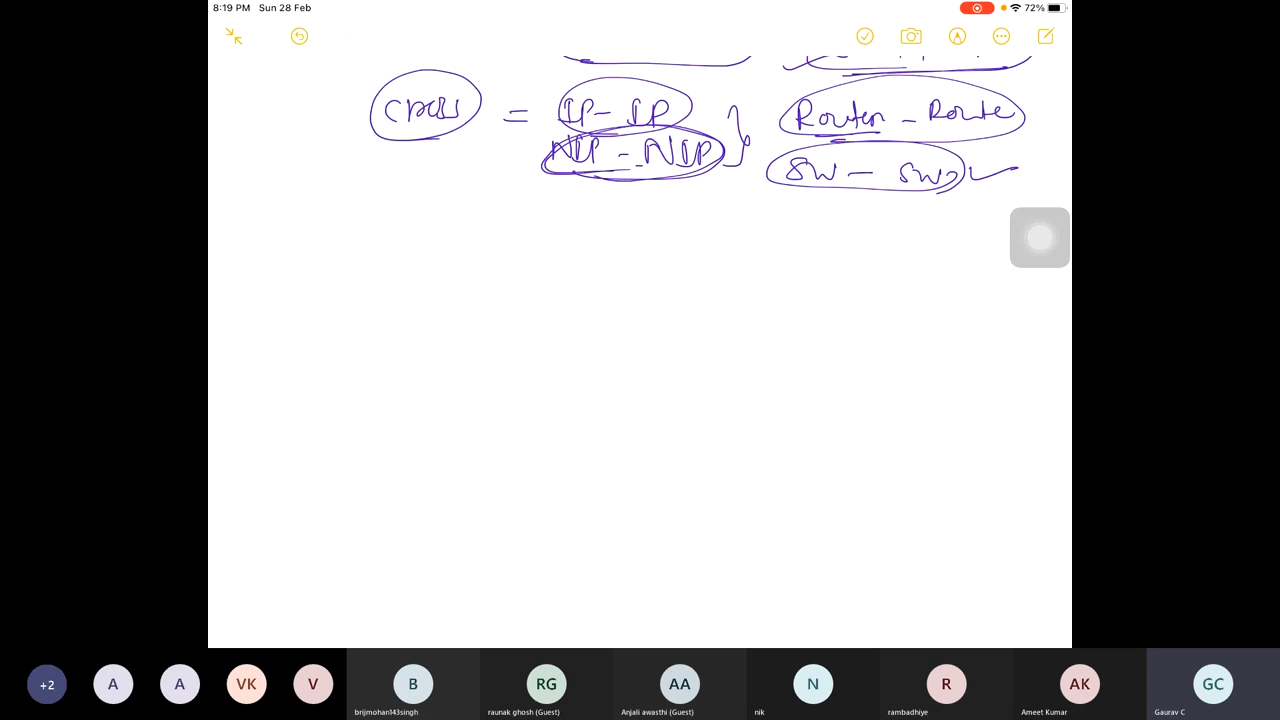 8:19 PM Sun 28 Feb
72%
cross = IP - IP Router - Route
NIP - NIP SW - SW
+2 A A VK V B RG AA N R AK GC
brijmohan143singh raunak ghosh (Guest) Anjali awasthi (Guest) nik rambadhiye Ameet Kumar Gaurav C